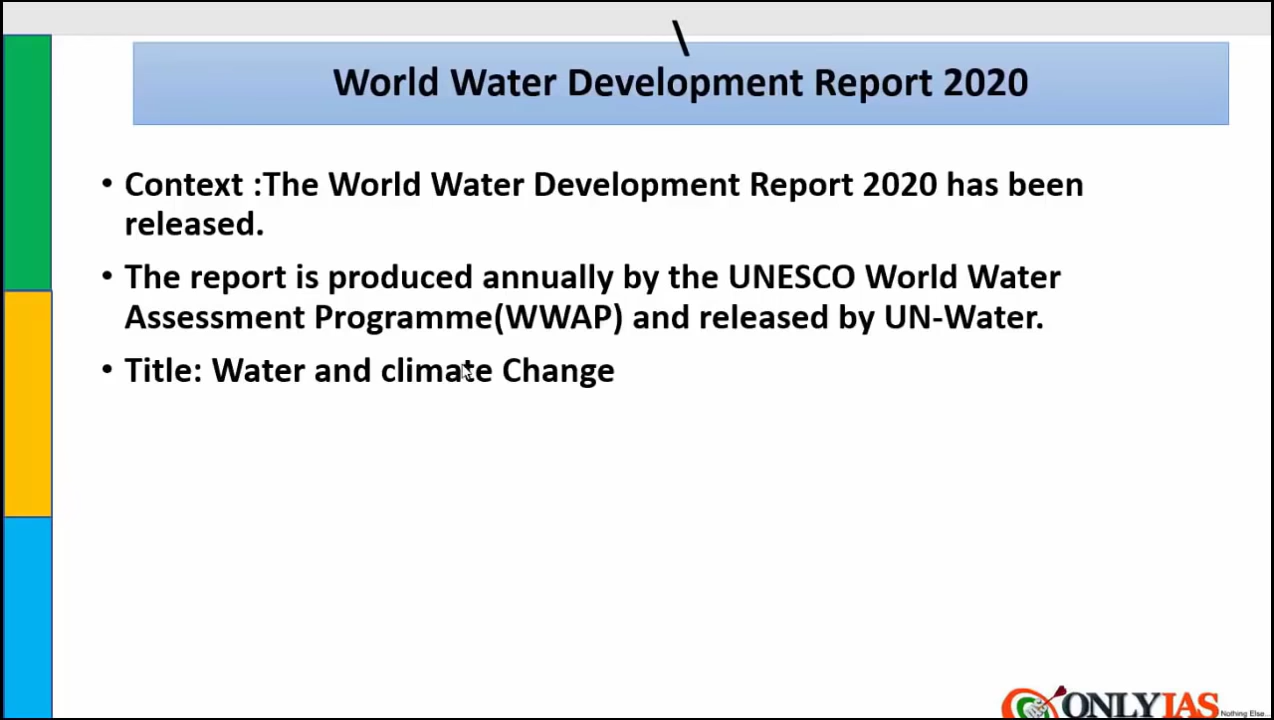 \
World Water Development Report 2020
• Context :The World Water Development Report 2020 has been
released.
• The report is produced annually by the UNESCO World Water
Assessment Programme(WWAP) and released by UN-Water.
• Title: Water and climate Change
ONLYIAS
Nothing Else...